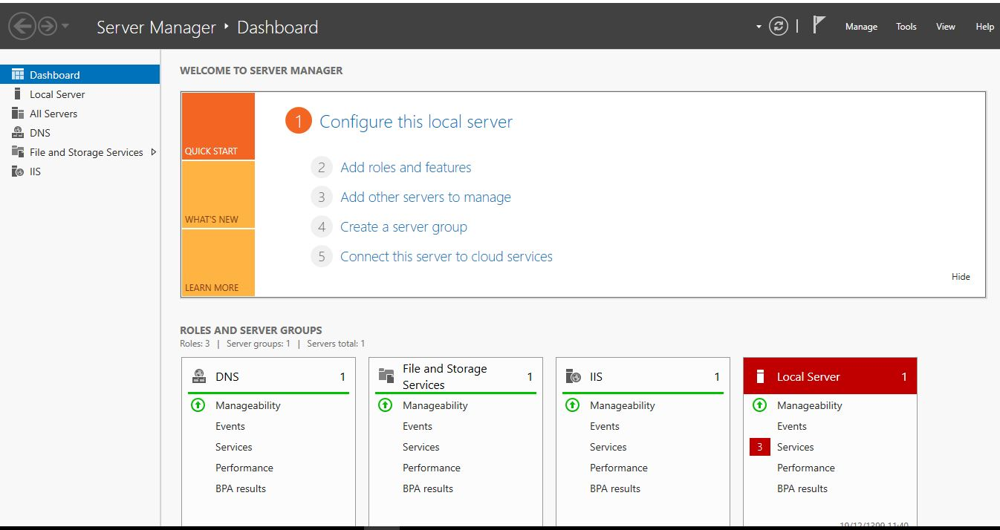 Server Manager ‣ Dashboard
Manage Tools View Help
Dashboard
Local Server
All Servers
DNS
File and Storage Services
IIS
WELCOME TO SERVER MANAGER
QUICK START
WHAT'S NEW
LEARN MORE
1 Configure this local server
2 Add roles and features
3 Add other servers to manage
4 Create a server group
5 Connect this server to cloud services
Hide
ROLES AND SERVER GROUPS
Roles: 3 | Server groups: 1 | Servers total: 1
DNS 1
Manageability
Events
Services
Performance
BPA results
File and Storage
Services 1
Manageability
Events
Services
Performance
BPA results
IIS 1
Manageability
Events
Services
Performance
BPA results
Local Server 1
Manageability
Events
3 Services
Performance
BPA results
19/12/1399 11:40